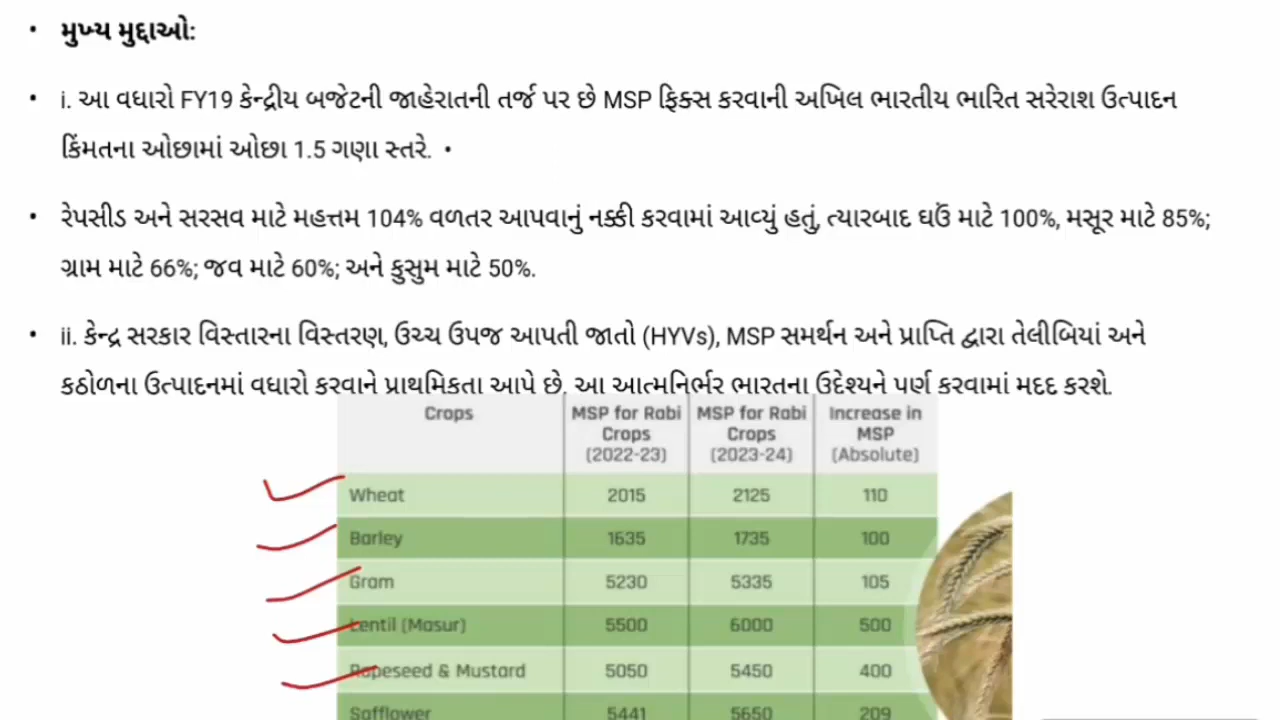 • મુખ્ય મુદ્દાઓ:
• i. આ વધારો FY19 કેન્દ્રીય બજેટની જાહેરાતની તર્જ પર છે MSP ફિક્સ કરવાની અખિલ ભારતીય ભારિત સરેરાશ ઉત્પાદન
કિંમતના ઓછામાં ઓછા 1.5 ગણા સ્તરે. •
• રેપસીડ અને સરસવ માટે મહત્તમ 104% વળતર આપવાનું નક્કી કરવામાં આવ્યું હતું, ત્યારબાદ ઘઉં માટે 100%, મસૂર માટે 85%;
ગ્રામ માટે 66%; જવ માટે 60%; અને કુસુમ માટે 50%.
• ii. કેન્દ્ર સરકાર વિસ્તારના વિસ્તરણ, ઉચ્ચ ઉપજ આપતી જાતો (HYVs), MSP સમર્થન અને પ્રાપ્તિ દ્વારા તેલીબિયાં અને
કઠોળના ઉત્પાદનમાં વધારો કરવાને પ્રાથમિકતા આપે છે. આ આત્મનિર્ભર ભારતના ઉદ્દેશ્યને પૂર્ણ કરવામાં મદદ કરશે.
Crops MSP for Rabi Crops (2022-23) MSP for Rabi Crops (2023-24) Increase in MSP (Absolute)
Wheat 2015 2125 110
Barley 1635 1735 100
Gram 5230 5335 105
Lentil (Masur) 5500 6000 500
Rapeseed & Mustard 5050 5450 400
Safflower 5441 5650 209